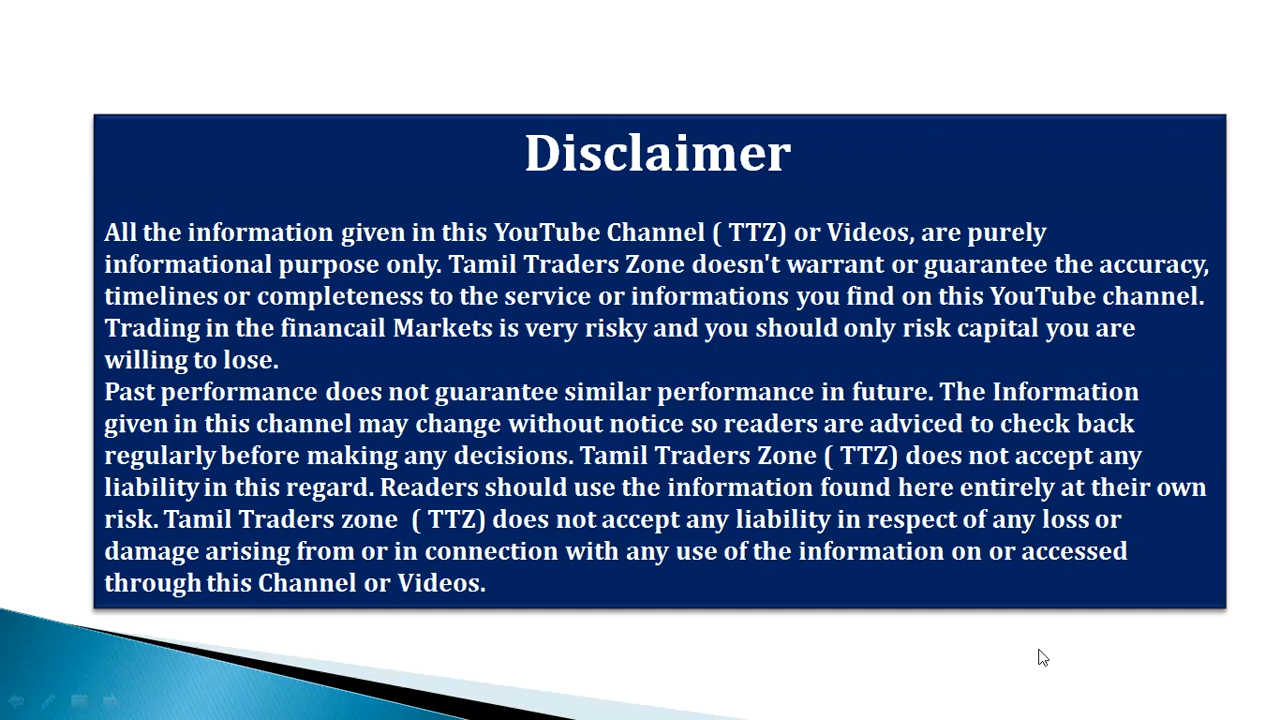 Disclaimer
All the information given in this YouTube Channel ( TTZ) or Videos, are purely
informational purpose only. Tamil Traders Zone doesn't warrant or guarantee the accuracy,
timelines or completeness to the service or informations you find on this YouTube channel.
Trading in the financail Markets is very risky and you should only risk capital you are
willing to lose.
Past performance does not guarantee similar performance in future. The Information
given in this channel may change without notice so readers are adviced to check back
regularly before making any decisions. Tamil Traders Zone ( TTZ) does not accept any
liability in this regard. Readers should use the information found here entirely at their own
risk. Tamil Traders zone  ( TTZ) does not accept any liability in respect of any loss or
damage arising from or in connection with any use of the information on or accessed
through this Channel or Videos.